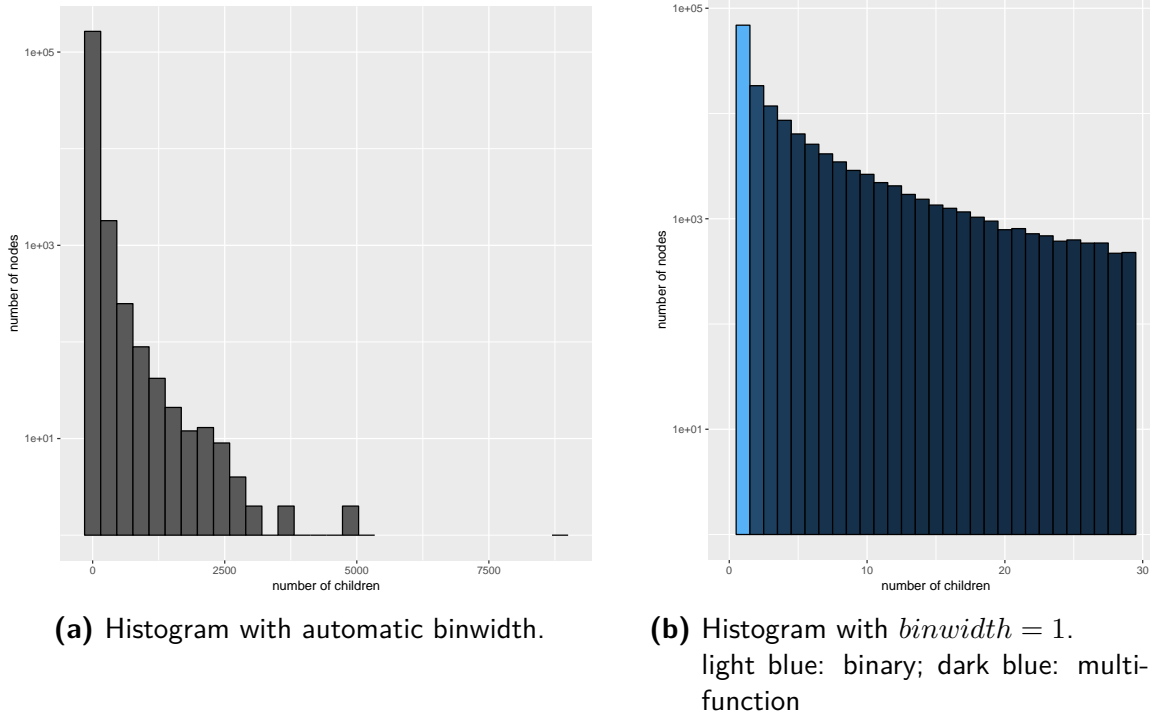 1e+05
1e+03
1e+01
number of nodes
0 2500 5000 7500
number of children
(a) Histogram with automatic binwidth.
1e+05
1e+03
1e+01
number of nodes
0 10 20 30
number of children
(b) Histogram with binwidth = 1.
light blue: binary; dark blue: multi-
function